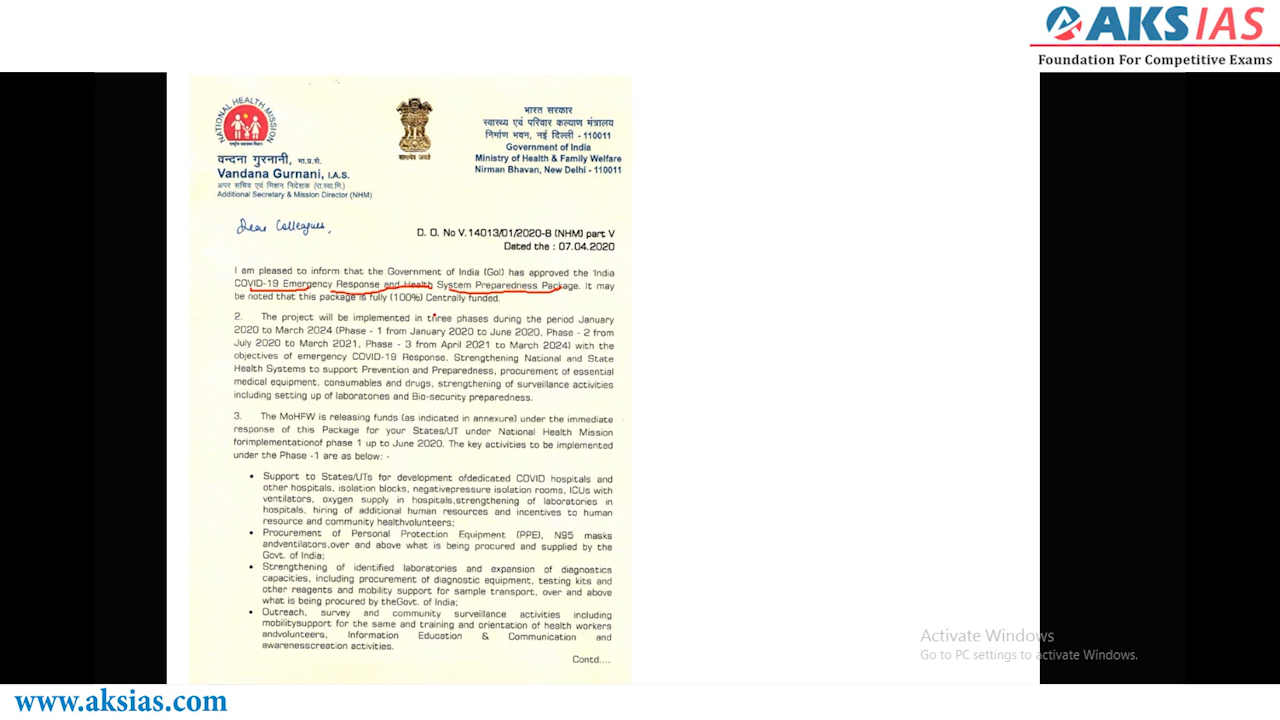 AKS IAS
Foundation For Competitive Exams
NATIONAL HEALTH MISSION
वन्दना गुरनानी, भा.प्र.से.
Vandana Gurnani, I.A.S.
अपर सचिव एवं मिशन निदेशक (रा.स्वा.मि.)
Additional Secretary & Mission Director (NHM)
सत्यमेव जयते
भारत सरकार
स्वास्थ्य एवं परिवार कल्याण मंत्रालय
निर्माण भवन, नई दिल्ली - 110011
Government of India
Ministry of Health & Family Welfare
Nirman Bhavan, New Delhi - 110011
Dear Colleagues,
D. O. No V.14013/01/2020-B (NHM) part V
Dated the : 07.04.2020
I am pleased to inform that the Government of India (GoI) has approved the 'India
COVID-19 Emergency Response and Health System Preparedness Package. It may
be noted that this package is fully (100%) Centrally funded.
2. The project will be implemented in three phases during the period January
2020 to March 2024 (Phase - 1 from January 2020 to June 2020, Phase - 2 from
July 2020 to March 2021, Phase - 3 from April 2021 to March 2024) with the
objectives of emergency COVID-19 Response, Strengthening National and State
Health Systems to support Prevention and Preparedness, procurement of essential
medical equipment, consumables and drugs, strengthening of surveillance activities
including setting up of laboratories and Bio-security preparedness.
3. The MoHFW is releasing funds (as indicated in annexure) under the immediate
response of this Package for your States/UT under National Health Mission
forimplementationof phase 1 up to June 2020. The key activities to be implemented
under the Phase -1 are as below: -
• Support to States/UTs for development ofdedicated COVID hospitals and
other hospitals, isolation blocks, negativepressure isolation rooms, ICUs with
ventilators, oxygen supply in hospitals,strengthening of laboratories in
hospitals, hiring of additional human resources and incentives to human
resource and community healthvolunteers;
• Procurement of Personal Protection Equipment (PPE), N95 masks
andventilators,over and above what is being procured and supplied by the
Govt. of India;
• Strengthening of identified laboratories and expansion of diagnostics
capacities, including procurement of diagnostic equipment, testing kits and
other reagents and mobility support for sample transport, over and above
what is being procured by theGovt. of India;
• Outreach, survey and community surveillance activities including
mobilitysupport for the same and training and orientation of health workers
andvolunteers, Information Education & Communication and
awarenesscreation activities.
Contd....
Activate Windows
Go to PC settings to activate Windows.
www.aksias.com